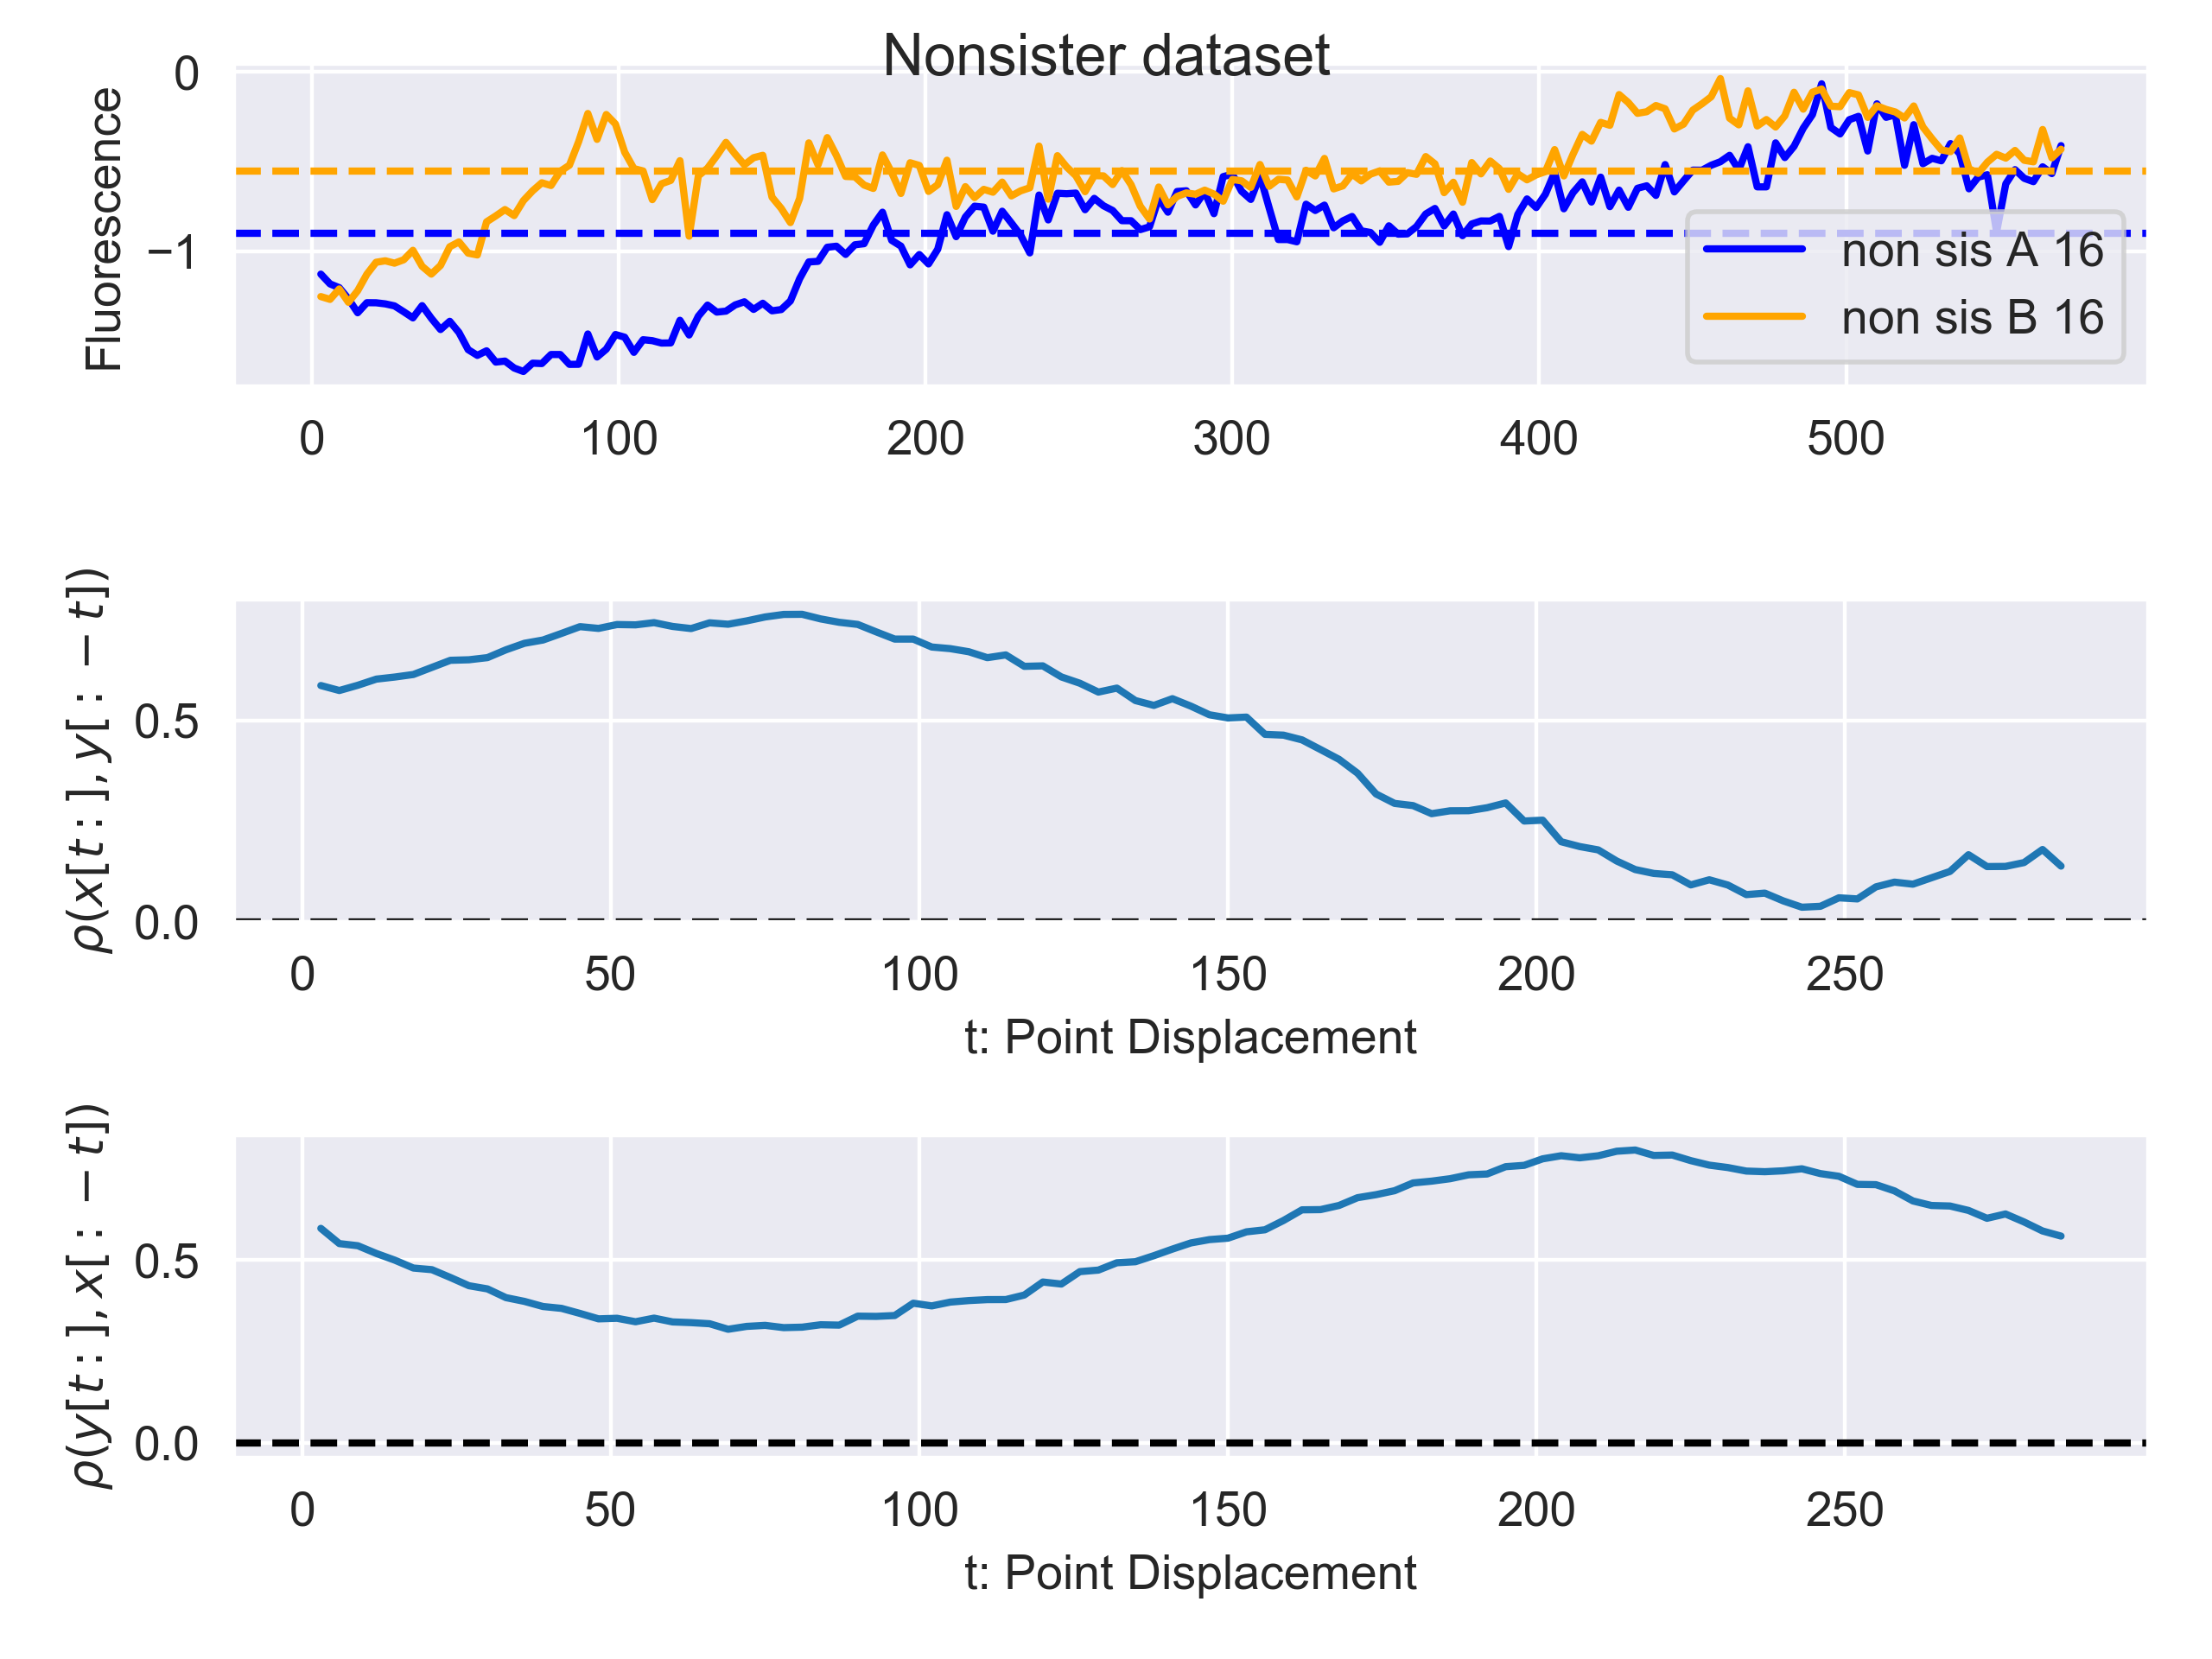 Nonsister dataset
Fluorescence
0
−1
non sis A 16
non sis B 16
0 100 200 300 400 500
ρ(x[t:], y[: −t])
0.5
0.0
0 50 100 150 200 250
t: Point Displacement
ρ(y[t:], x[: −t])
0.5
0.0
0 50 100 150 200 250
t: Point Displacement